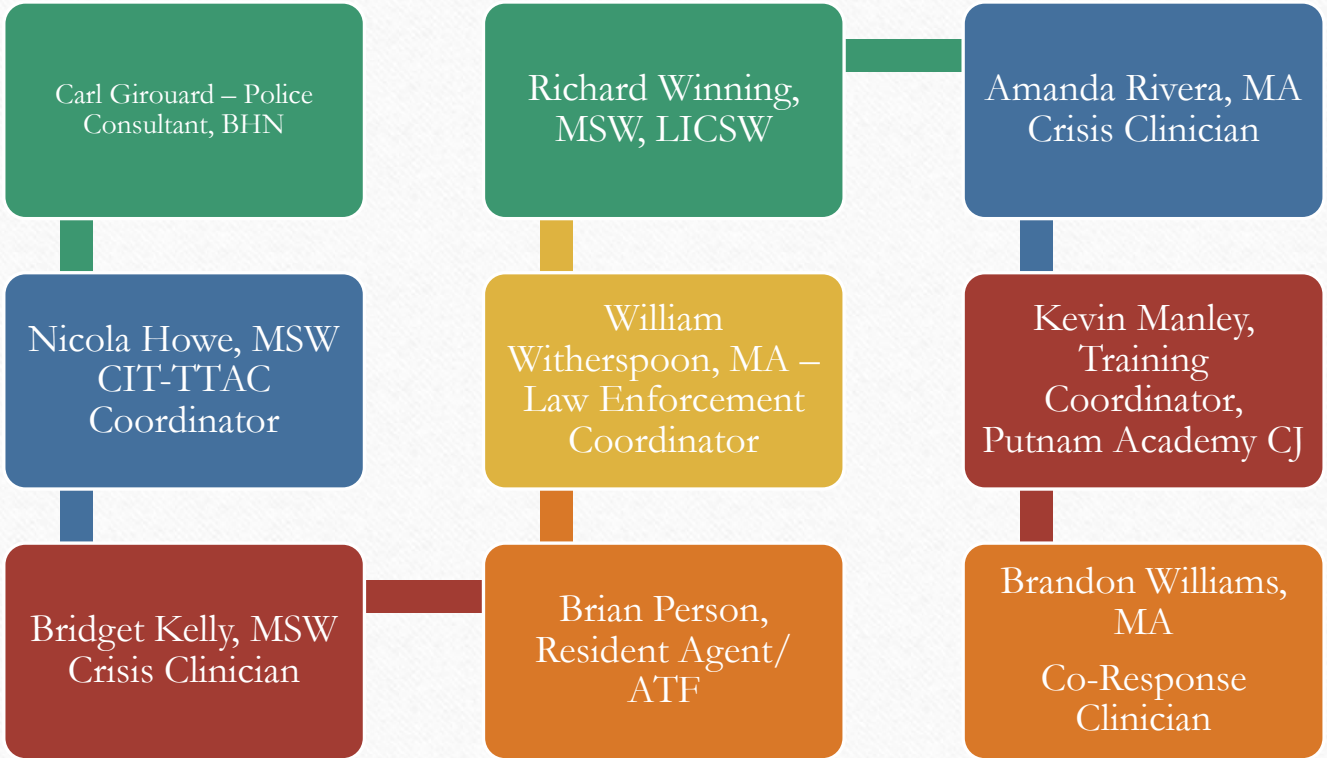 Carl Girouard – Police
Consultant, BHN
Nicola Howe, MSW
CIT-TTAC
Coordinator
Bridget Kelly, MSW
Crisis Clinician
Brian Person,
Resident Agent/
ATF
William
Witherspoon, MA –
Law Enforcement
Coordinator
Richard Winning,
MSW, LICSW
Amanda Rivera, MA
Crisis Clinician
Kevin Manley,
Training
Coordinator,
Putnam Academy CJ
Brandon Williams,
MA
Co-Response
Clinician